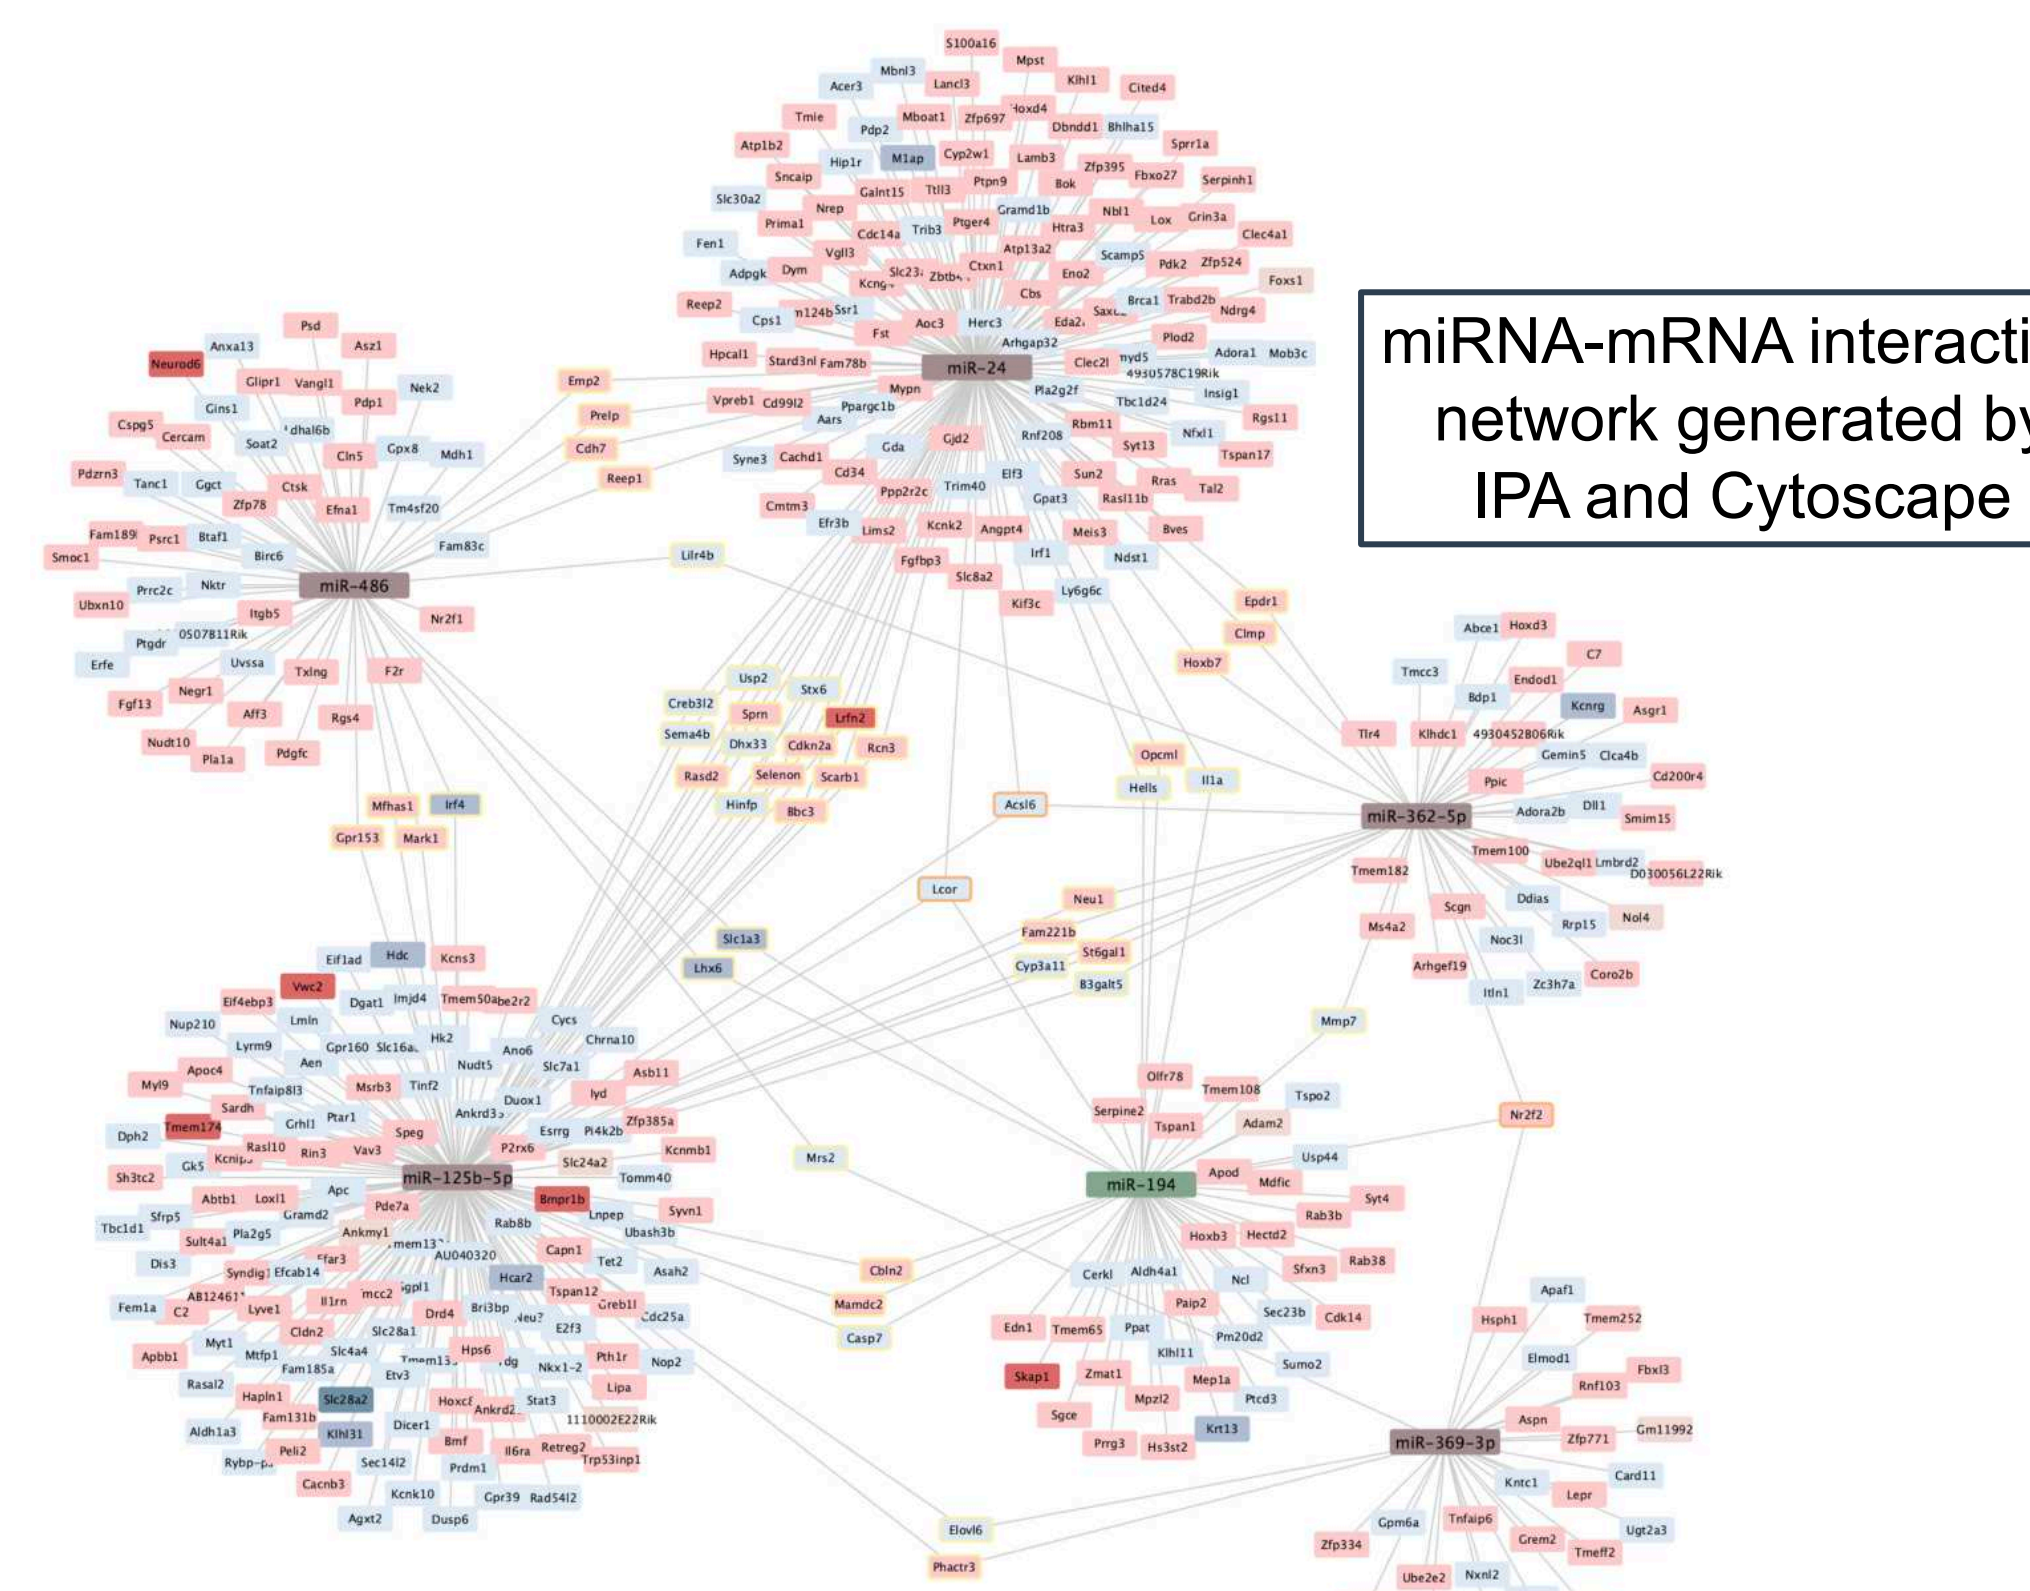 S100a16
Mpst
Mbnl3
Klhl1
Acer3
Lancl3
Cited4
Hoxd4
Tmie
Mboat1
Zfp697
Pdp2
Dbndd1
Bhlha15
Atp1b2
Sprr1a
Hip1r
M1ap
Cyp2w1
Lamb3
Zfp395
Fbxo27
Sncaip
Ptpn9
Bok
Serpinh1
Galnt15
Ttll3
Slc30a2
Nrep
Gramd1b
Nbl1
Lox
Grin3a
Prima1
Ptger4
Htra3
Cdc14a
Trib3
Clec4a1
Fen1
Vgll3
Atp13a2
Scamp5
Pdk2
Zfp524
Adpgk
Dym
Ctxn1
Eno2
Foxs1
Cbs
Reep2
Brca1
Trabd2b
Ndrg4
Cps1
Ssr1
Fst
Aoc3
Herc3
Arhgap32
Plod2
Hpcal1
Stard3nl
Fam78b
miR-24
Clec2l
Adora1
Mob3c
4930578C19Rik
Vpreb1
Cd99l2
Mypn
Ppargc1b
Aars
Pla2g2f
Tbc1d24
Insig1
Rgs11
Rbm11
Nfxl1
Syne3
Cachd1
Gda
Gjd2
Rnf208
Syt13
Tspan17
Cd34
Elf3
Sun2
Rras
Tal2
Ppp2r2c
Trim40
Gpat3
Rasl11b
Cmtm3
Efr3b
Lims2
Kcnk2
Angpt4
Meis3
Bves
Irf1
Ndst1
Fgfbp3
Slc8a2
Ly6g6c
Kif3c
miRNA-mRNA interacti
network generated by
IPA and Cytoscape
Psd
Anxa13
Asz1
Neurod6
Glipr1
Vangl1
Nek2
Gins1
Pdp1
Cspg5
Cercam
Soat2
Cln5
Gpx8
Mdh1
Pdzrn3
Tanc1
Ggct
Ctsk
Zfp78
Efna1
Tm4sf20
Psrc1
Btaf1
Smoc1
Birc6
Fam83c
miR-486
Prrc2c
Nktr
Ubxn10
Itgb5
Nr2f1
Ptgdr
Erfe
Uvssa
Txlng
F2r
Negr1
Fgf13
Aff3
Rgs4
Nudt10
Pla1a
Pdgfc
Emp2
Prelp
Cdh7
Reep1
Lilr4b
Epdr1
Clmp
Hoxb7
Usp2
Stx6
Creb3l2
Sprn
Lrfn2
Sema4b
Dhx33
Cdkn2a
Rcn3
Rasd2
Selenon
Scarb1
Hinfp
Bbc3
Mfhas1
Irf4
Gpr153
Mark1
Opcml
Hells
Il1a
Acsl6
Lcor
Neu1
Fam221b
St6gal1
Cyp3a11
B3galt5
Slc1a3
Lhx6
Mmp7
Abce1
Hoxd3
C7
Tmcc3
Endod1
Bdp1
Kcnrg
Asgr1
Tlr4
Klhdc1
4930452B06Rik
Gemin5
Clca4b
Ppic
Cd200r4
miR-362-5p
Adora2b
Dll1
Smim15
Tmem100
Ube2ql1
Lmbrd2
D030056L22Rik
Tmem182
Ddias
Scgn
Nol4
Ms4a2
Rrp15
Noc3l
Arhgef19
Coro2b
Itln1
Zc3h7a
Nr2f2
Eif1ad
Hdc
Kcns3
Vwc2
Eif4ebp3
Dgat1
Nup210
Lmln
Cycs
Hk2
Chrna10
Lyrm9
Gpr160
Ano6
Aen
Nudt5
Slc7a1
Asb11
Apoc4
Myl9
Tnfaip8l3
Msrb3
Tinf2
Iyd
Sardh
Duox1
Ptar1
Zfp385a
Dph2
Tmem174
Grhl1
Speg
Esrrg
Pi4k2b
Rasl10
Rin3
Vav3
P2rx6
Kcnmb1
Gk5
Slc24a2
Sh3tc2
miR-125b-5p
Tomm40
Abtb1
Loxl1
Apc
Bmpr1b
Syvn1
Pde7a
Lnpep
Tbc1d1
Sfrp5
Pla2g5
Ankmy1
Rab8b
Ubash3b
Sult4a1
AU040320
Capn1
Tet2
Dis3
Efcab14
Hcar2
Asah2
Tspan12
Fem1a
C2
Lyve1
Il1rn
Drd4
Bri3bp
Cdc25a
Cldn2
Slc28a1
E2f3
Myt1
Slc4a4
Hps6
Apbb1
Mtfp1
Fam185a
Etv3
Nkx1-2
Pth1r
Nop2
Rasal2
Hapln1
Slc28a2
Stat3
Lipa
Fam131b
1110002E22Rik
Aldh1a3
Klhl31
Dicer1
Bmf
Peli2
Il6ra
Retreg2
Trp53inp1
Sec14l2
Prdm1
Cacnb3
Kcnk10
Gpr39
Rad54l2
Agxt2
Dusp6
Mrs2
Cbln2
Mamdc2
Casp7
Elovl6
Phactr3
Olfr78
Tmem108
Tspo2
Serpine2
Tspan1
Adam2
Usp44
miR-194
Apod
Mdfic
Syt4
Rab3b
Hoxb3
Hectd2
Rab38
Sfxn3
Cerkl
Aldh4a1
Ncl
Paip2
Sec23b
Cdk14
Edn1
Tmem65
Ppat
Pm20d2
Klhl11
Sumo2
Skap1
Zmat1
Mep1a
Mpzl2
Ptcd3
Sgce
Krt13
Prrg3
Hs3st2
Apaf1
Hsph1
Tmem252
Elmod1
Fbxl3
Rnf103
Aspn
Gm11992
miR-369-3p
Zfp771
Kntc1
Card11
Lepr
Gpm6a
Tnfaip6
Ugt2a3
Zfp334
Grem2
Tmeff2
Ube2e2
Nxnl2